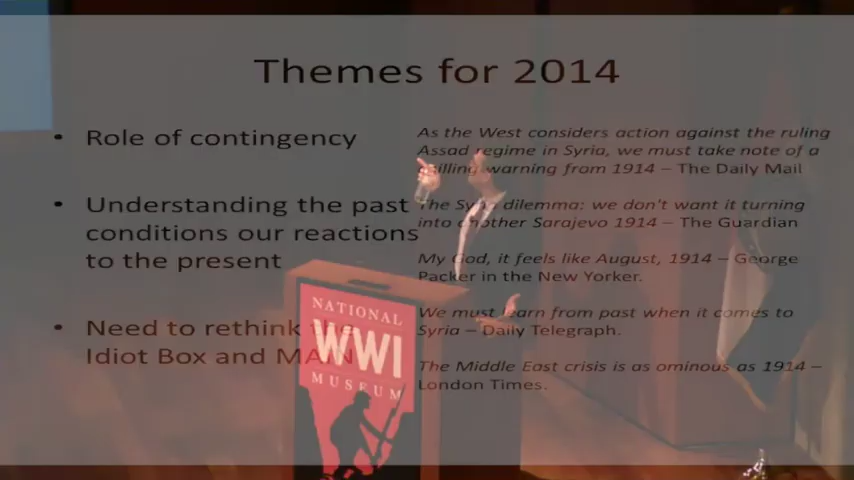 Themes for 2014
• Role of contingency
• Understanding the past
conditions our reactions
to the present
• Need to rethink the
Idiot Box and MAIN
As the West considers action against the ruling
Assad regime in Syria, we must take note of a
chilling warning from 1914 – The Daily Mail
The Syria dilemma: we don't want it turning
into another Sarajevo 1914 – The Guardian
My God, it feels like August, 1914 – George
Packer in the New Yorker.
We must learn from past when it comes to
Syria – Daily Telegraph.
The Middle East crisis is as ominous as 1914 –
London Times.
NATIONAL
WWI
MUSEUM